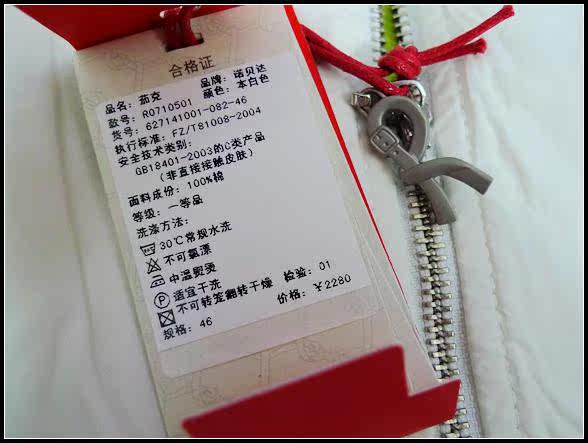 合格证
品名: 茄克 品牌: 诺贝达
款号: R0710501 颜色: 本白色
货号: 627141001-082-46
执行标准: FZ/T81008-2004
安全技术类别:
GB18401-2003的C类产品
(非直接接触皮肤)
面料成份: 100%棉
等级: 一等品
洗涤方法:
30℃常规水洗
不可氯漂
中温熨烫
P 适宜干洗 检验: 01
不可转笼翻转干燥 价格: ¥2280
规格: 46